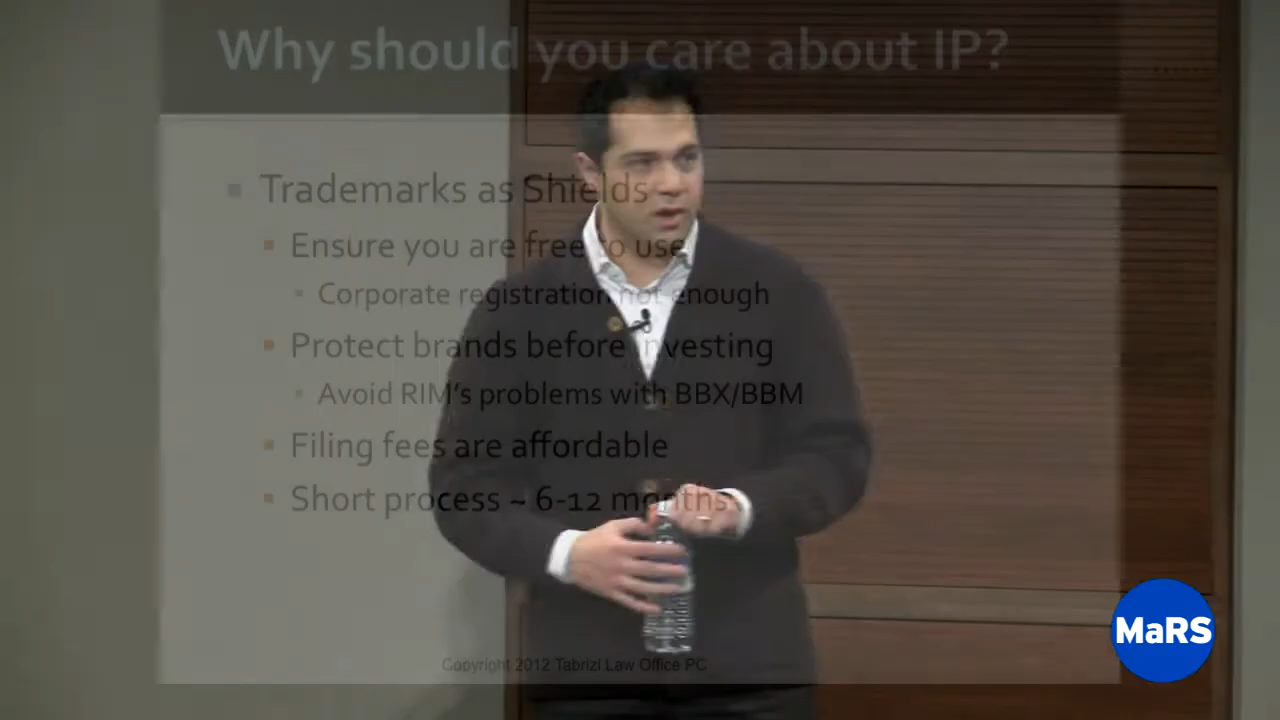 Why should you care about IP?
Trademarks as Shields
Ensure you are free to use
Corporate registration not enough
Protect brands before investing
Avoid RIM's problems with BBX/BBM
Filing fees are affordable
Short process ~ 6-12 months
Copyright 2012 Tabrizi Law Office PC
MaRS